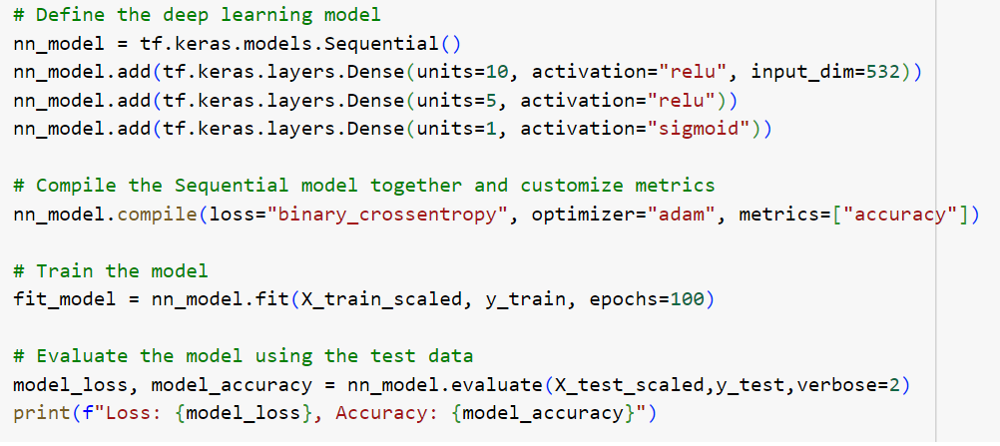 # Define the deep learning model
nn_model = tf.keras.models.Sequential()
nn_model.add(tf.keras.layers.Dense(units=10, activation="relu", input_dim=532))
nn_model.add(tf.keras.layers.Dense(units=5, activation="relu"))
nn_model.add(tf.keras.layers.Dense(units=1, activation="sigmoid"))
# Compile the Sequential model together and customize metrics
nn_model.compile(loss="binary_crossentropy", optimizer="adam", metrics=["accuracy"])
# Train the model
fit_model = nn_model.fit(X_train_scaled, y_train, epochs=100)
# Evaluate the model using the test data
model_loss, model_accuracy = nn_model.evaluate(X_test_scaled,y_test,verbose=2)
print(f"Loss: {model_loss}, Accuracy: {model_accuracy}")